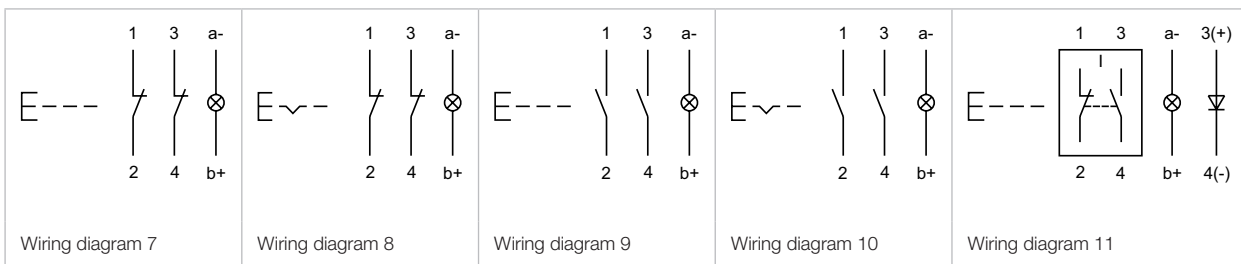 1 3 a- 1 3 a- 1 3 a- 1 3 a- 1 3 a- 3(+)
2 4 b+ 2 4 b+ 2 4 b+ 2 4 b+ 2 4 b+ 4(-)
Wiring diagram 7 Wiring diagram 8 Wiring diagram 9 Wiring diagram 10 Wiring diagram 11